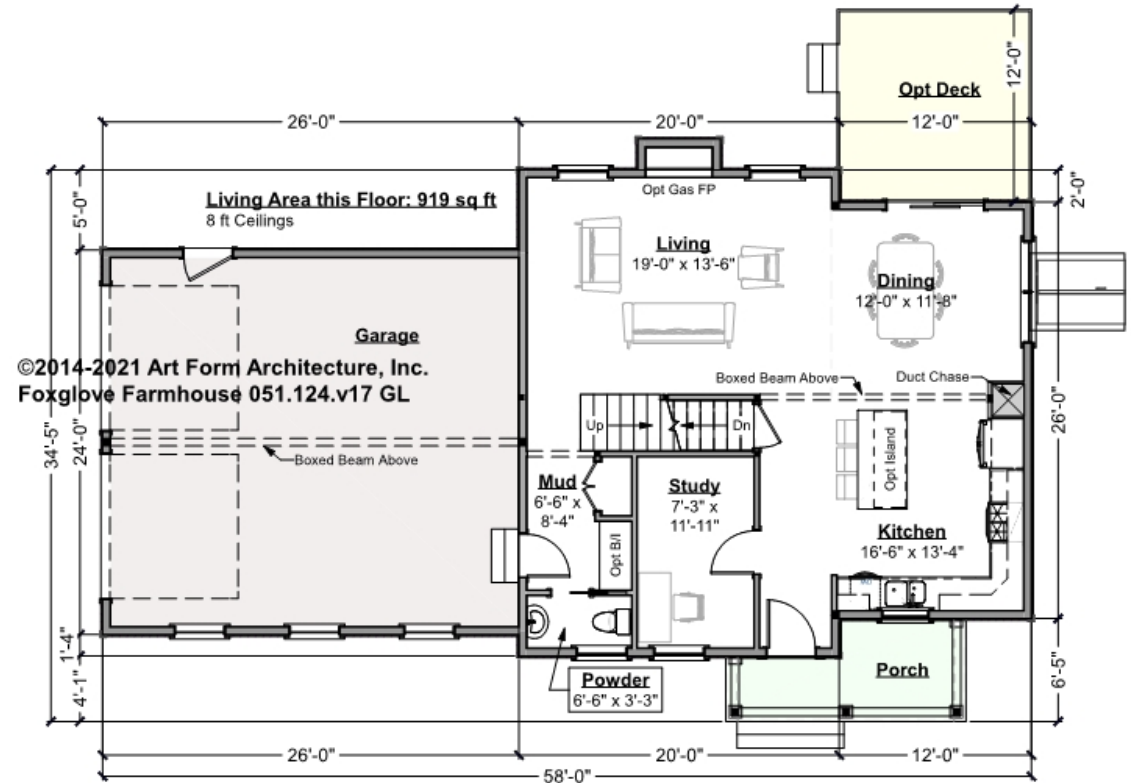 12'-0"
Opt Deck
26'-0"
20'-0"
12'-0"
2'-0"
5'-0"
Living Area this Floor: 919 sq ft
8 ft Ceilings
Opt Gas FP
Living
19'-0" x 13'-6"
Dining
12'-0" x 11'-8"
Garage
©2014-2021 Art Form Architecture, Inc.
Foxglove Farmhouse 051.124.v17 GL
Boxed Beam Above
Duct Chase
26'-0"
34'-5"
24'-0"
Up
Dn
Opt Island
Boxed Beam Above
Mud
6'-6" x
8'-4"
Study
7'-3" x
11'-11"
Opt B/I
Kitchen
16'-6" x 13'-4"
1'-4"
4'-1"
Powder
6'-6" x 3'-3"
Porch
6'-5"
26'-0"
20'-0"
12'-0"
58'-0"